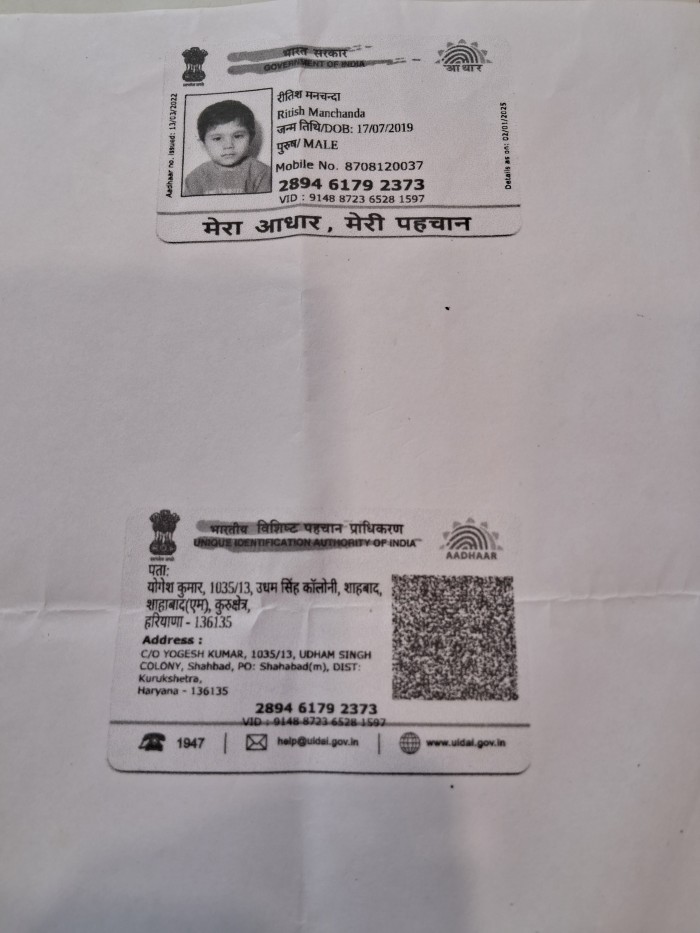 भारत सरकार
GOVERNMENT OF INDIA
आधार
Aadhaar no. issued: 13/03/2022
रीतिश मनचन्दा
Ritish Manchanda
जन्म तिथि/DOB: 17/07/2019
पुरुष/ MALE
Mobile No. 8708120037
2894 6179 2373
VID : 9148 8723 6528 1597
Details as on: 02/01/2025
मेरा आधार, मेरी पहचान
भारतीय विशिष्ट पहचान प्राधिकरण
UNIQUE IDENTIFICATION AUTHORITY OF INDIA
AADHAAR
पता:
योगेश कुमार, 1035/13, उधम सिंह कॉलोनी, शाहबाद,
शाहाबाद(एम), कुरुक्षेत्र,
हरियाणा - 136135
Address :
C/O YOGESH KUMAR, 1035/13, UDHAM SINGH
COLONY, Shahbad, PO: Shahabad(m), DIST:
Kurukshetra,
Haryana - 136135
2894 6179 2373
VID : 9148 8723 6528 1597
1947
help@uidai.gov.in
www.uidai.gov.in